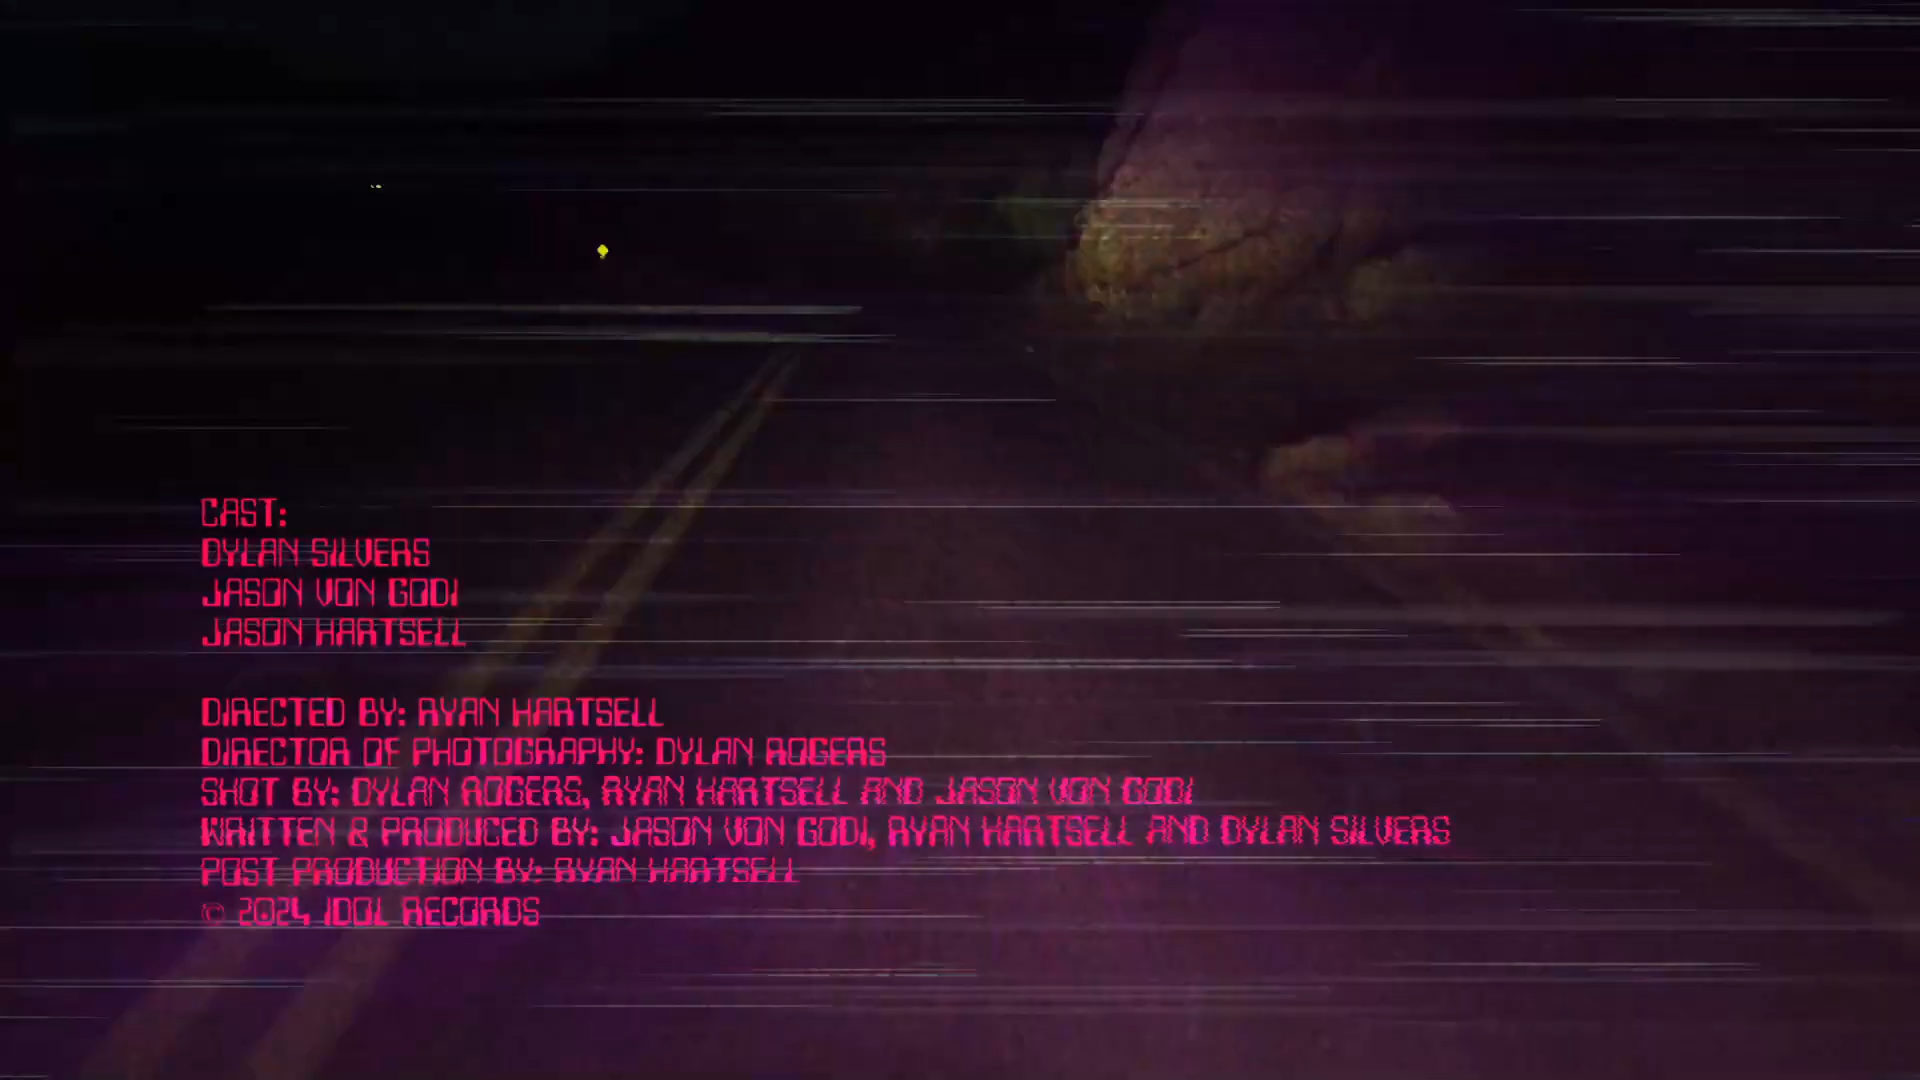 CAST:
DYLAN SILVERS
JASON VON GODI
JASON HARTSELL
DIRECTED BY: RYAN HARTSELL
DIRECTOR OF PHOTOGRAPHY: DYLAN ROGERS
SHOT BY: DYLAN ROGERS, RYAN HARTSELL AND JASON VON GODI
WRITTEN & PRODUCED BY: JASON VON GODI, RYAN HARTSELL AND DYLAN SILVERS
POST PRODUCTION BY: RYAN HARTSELL
© 2024 IDOL RECORDS